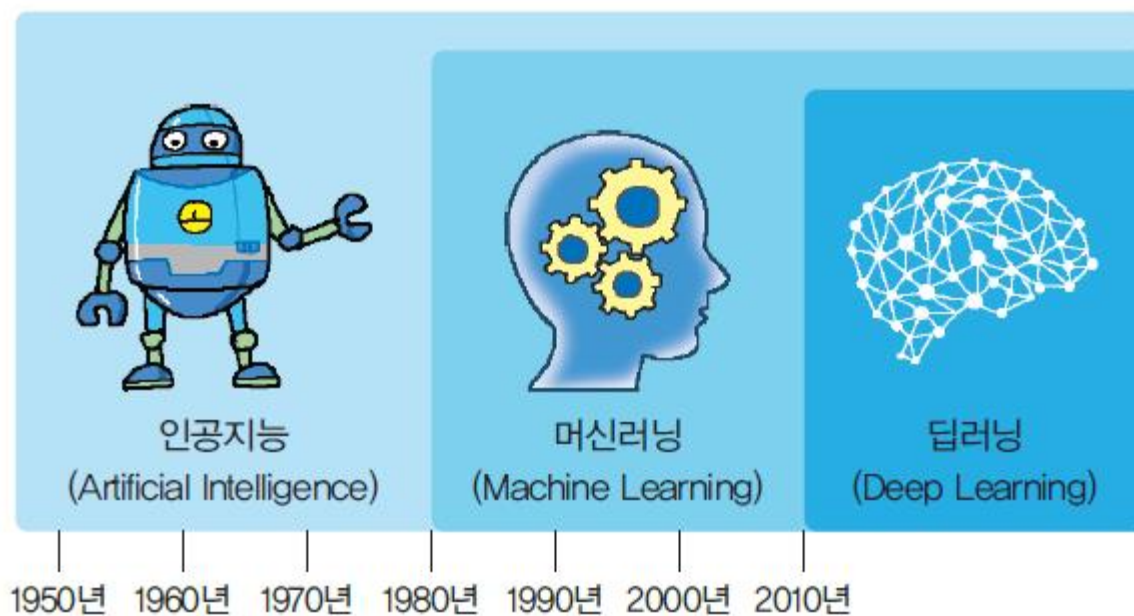 인공지능
(Artificial Intelligence)
머신러닝
(Machine Learning)
딥러닝
(Deep Learning)
1950년 1960년 1970년 1980년 1990년 2000년 2010년